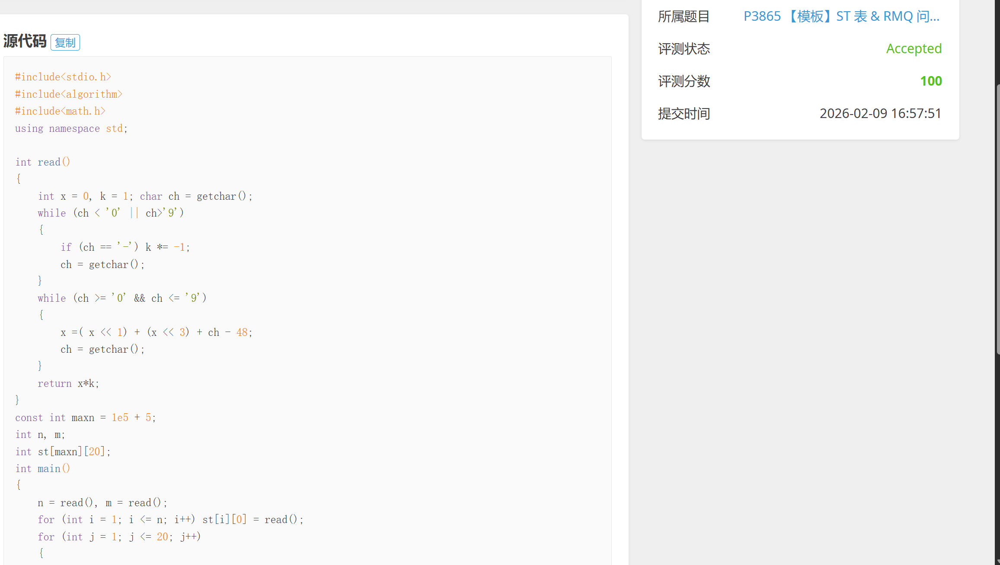 源代码 复制
#include<stdio.h>
#include<algorithm>
#include<math.h>
using namespace std;
int read()
{
    int x = 0, k = 1; char ch = getchar();
    while (ch < '0' || ch>'9')
    {
        if (ch == '-') k *= -1;
        ch = getchar();
    }
    while (ch >= '0' && ch <= '9')
    {
        x =( x << 1) + (x << 3) + ch - 48;
        ch = getchar();
    }
    return x*k;
}
const int maxn = 1e5 + 5;
int n, m;
int st[maxn][20];
int main()
{
    n = read(), m = read();
    for (int i = 1; i <= n; i++) st[i][0] = read();
    for (int j = 1; j <= 20; j++)
    {
所属题目 P3865 【模板】ST 表 & RMQ 问...
评测状态 Accepted
评测分数 100
提交时间 2026-02-09 16:57:51